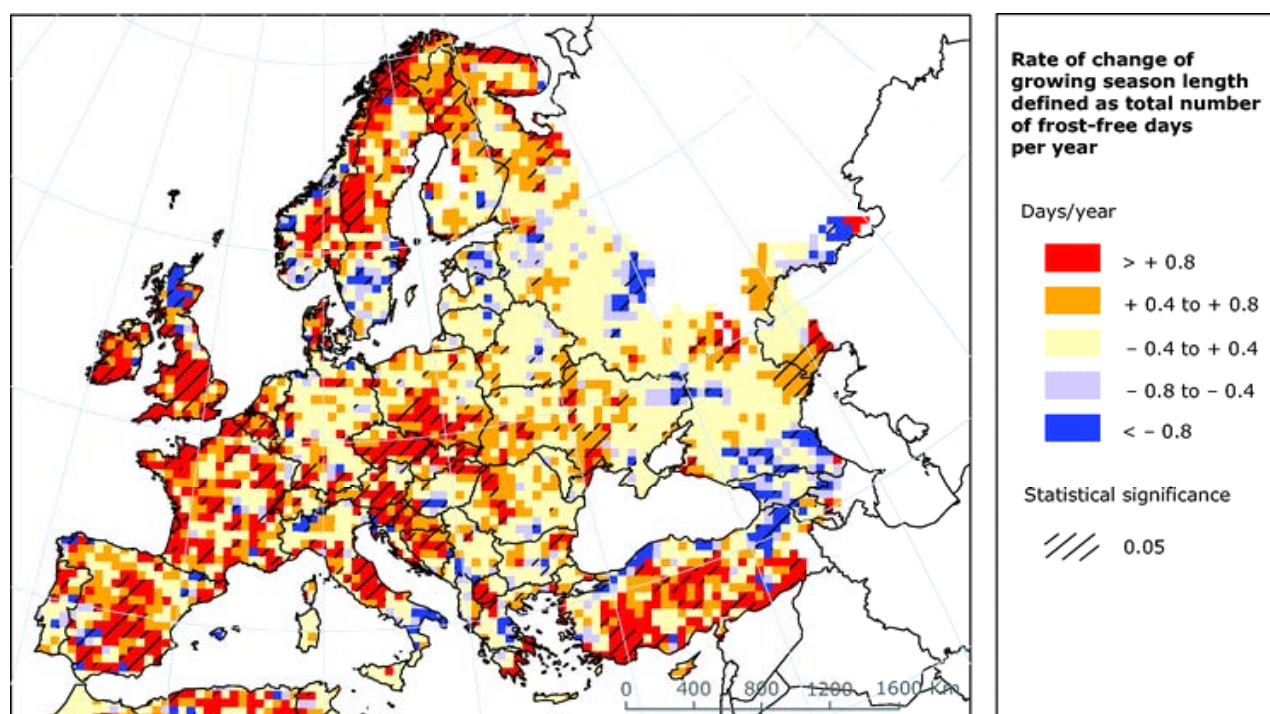 Rate of change of
growing season length
defined as total number
of frost-free days
per year
Days/year
> + 0.8
+ 0.4 to + 0.8
– 0.4 to + 0.4
– 0.8 to – 0.4
< – 0.8
Statistical significance
0.05
0 400 800 1200 1600 Km